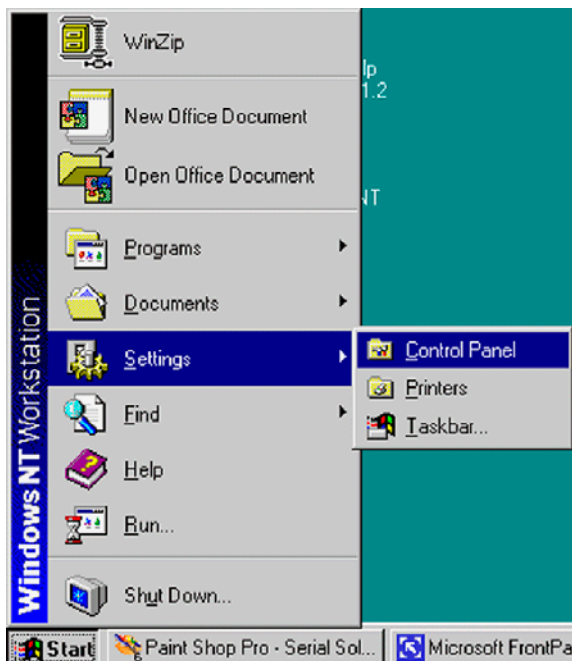 WinZip
lp
1.2
New Office Document
Open Office Document
NT
Programs
Documents
Settings
Control Panel
Printers
Taskbar...
Find
Help
Run...
Shut Down...
Windows NT Workstation
Start
Paint Shop Pro - Serial Sol...
Microsoft FrontPa